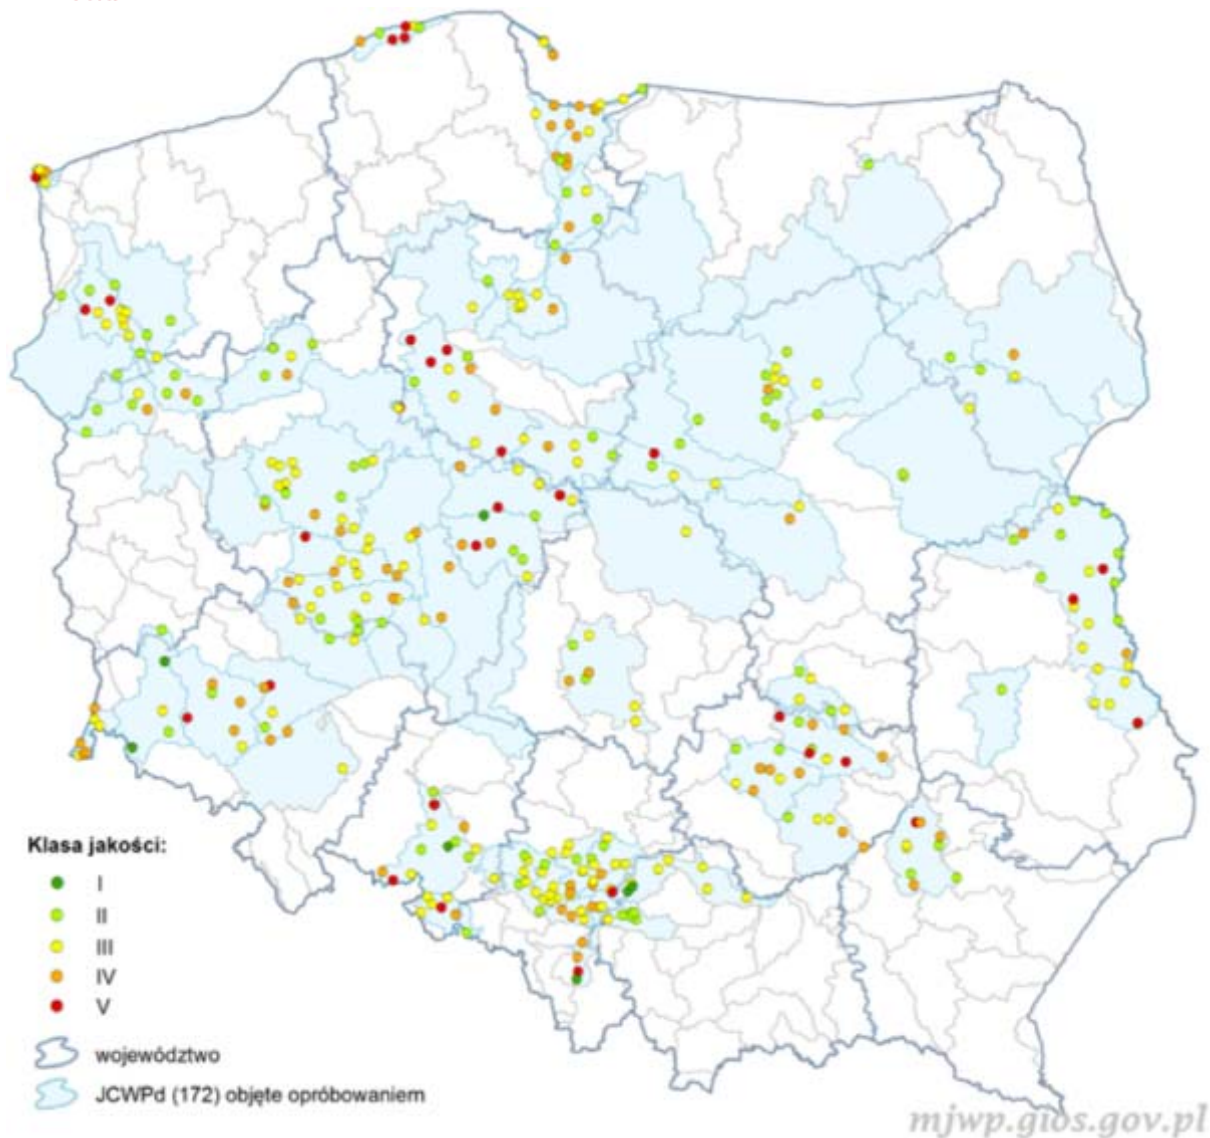 Klasa jakości:
I
II
III
IV
V
województwo
JCWPd (172) objęte opróbowaniem
mjwp.gios.gov.pl